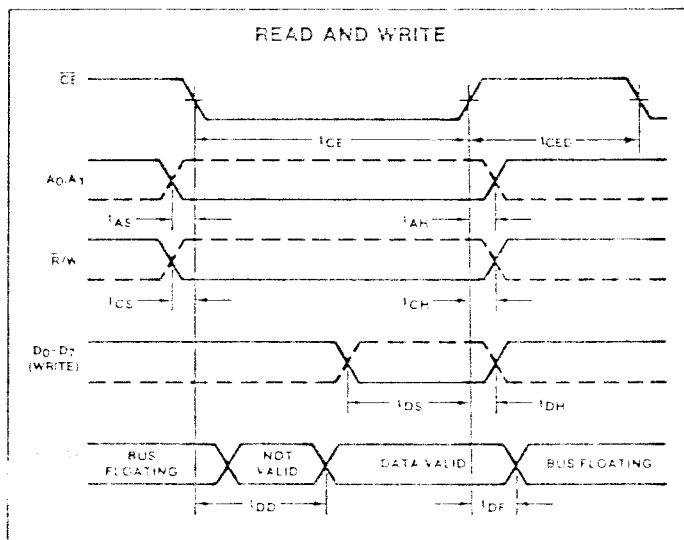 READ AND WRITE
CE
tCE
tCED
A0,A1
tAS
tAH
R/W
tCS
tCH
D0-D7
(WRITE)
tDS
tDH
BUS
FLOATING
NOT
VALID
DATA VALID
BUS FLOATING
tDD
tDF